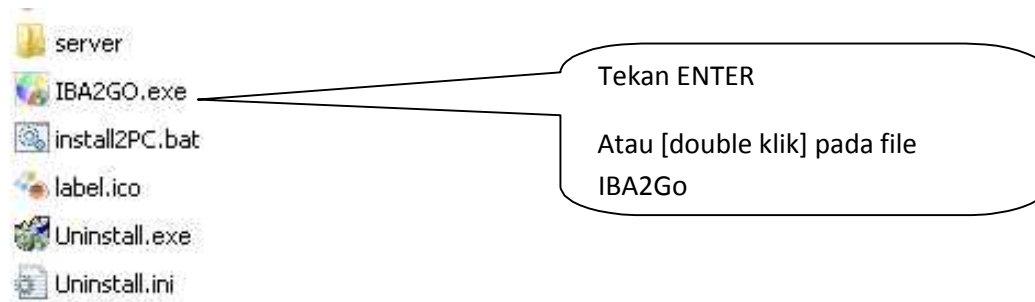 server
IBA2GO.exe
install2PC.bat
label.ico
Uninstall.exe
Uninstall.ini
Tekan ENTER
Atau [double klik] pada file
IBA2Go